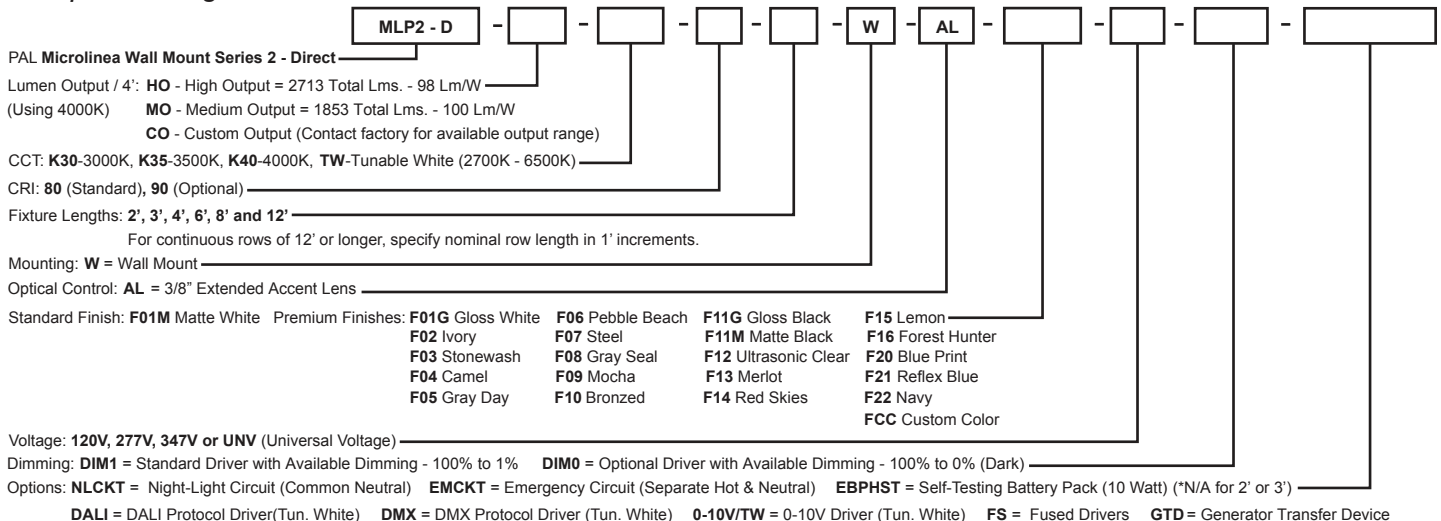 MLP2 - D – – – – – W – AL – – – –
PAL Microlinea Wall Mount Series 2 - Direct
Lumen Output / 4’: HO - High Output = 2713 Total Lms. - 98 Lm/W
(Using 4000K) MO - Medium Output = 1853 Total Lms. - 100 Lm/W
CO - Custom Output (Contact factory for available output range)
CCT: K30-3000K, K35-3500K, K40-4000K, TW-Tunable White (2700K - 6500K)
CRI: 80 (Standard), 90 (Optional)
Fixture Lengths: 2’, 3’, 4’, 6’, 8’ and 12’
For continuous rows of 12’ or longer, specify nominal row length in 1’ increments.
Mounting: W = Wall Mount
Optical Control: AL = 3/8” Extended Accent Lens
Standard Finish: F01M Matte White Premium Finishes: F01G Gloss White F06 Pebble Beach F11G Gloss Black F15 Lemon
F02 Ivory F07 Steel F11M Matte Black F16 Forest Hunter
F03 Stonewash F08 Gray Seal F12 Ultrasonic Clear F20 Blue Print
F04 Camel F09 Mocha F13 Merlot F21 Reflex Blue
F05 Gray Day F10 Bronzed F14 Red Skies F22 Navy
FCC Custom Color
Voltage: 120V, 277V, 347V or UNV (Universal Voltage)
Dimming: DIM1 = Standard Driver with Available Dimming - 100% to 1% DIM0 = Optional Driver with Available Dimming - 100% to 0% (Dark)
Options: NLCKT = Night-Light Circuit (Common Neutral) EMCKT = Emergency Circuit (Separate Hot & Neutral) EBPHST = Self-Testing Battery Pack (10 Watt) (*N/A for 2’ or 3’)
DALI = DALI Protocol Driver(Tun. White) DMX = DMX Protocol Driver (Tun. White) 0-10V/TW = 0-10V Driver (Tun. White) FS = Fused Drivers GTD = Generator Transfer Device